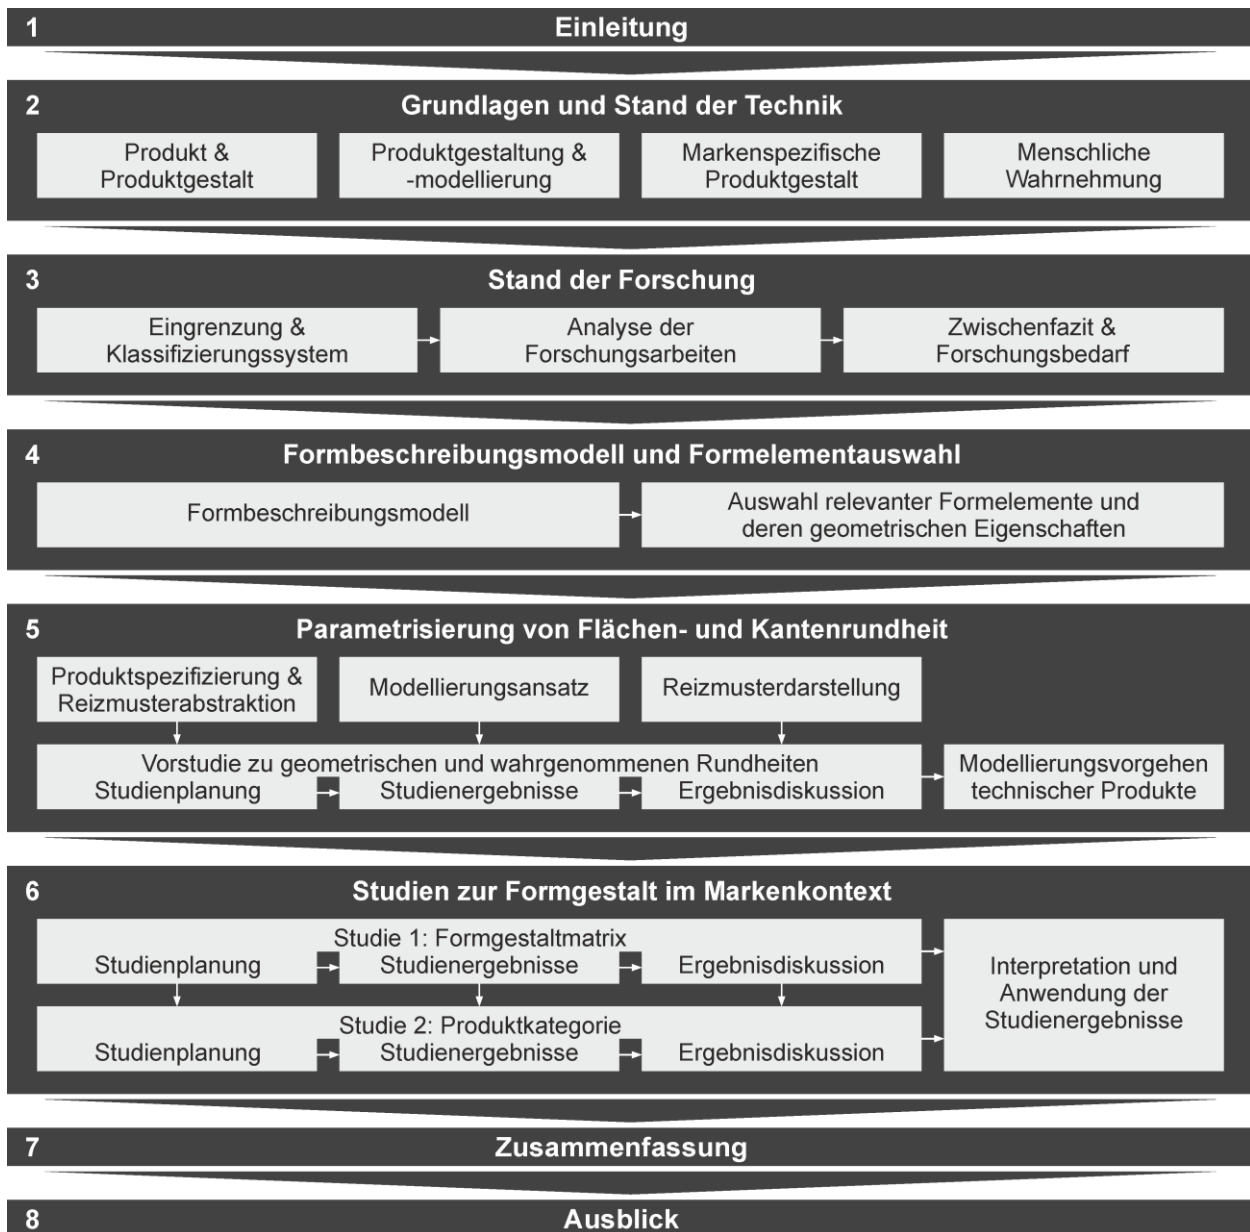 1 Einleitung
2 Grundlagen und Stand der Technik
Produkt &
Produktgestalt
Produktgestaltung &
-modellierung
Markenspezifische
Produktgestalt
Menschliche
Wahrnehmung
3 Stand der Forschung
Eingrenzung &
Klassifizierungssystem
Analyse der
Forschungsarbeiten
Zwischenfazit &
Forschungsbedarf
4 Formbeschreibungsmodell und Formelementauswahl
Formbeschreibungsmodell
Auswahl relevanter Formelemente und
deren geometrischen Eigenschaften
5 Parametrisierung von Flächen- und Kantenrundheit
Produktspezifizierung &
Reizmusterabstraktion
Modellierungsansatz
Reizmusterdarstellung
Vorstudie zu geometrischen und wahrgenommenen Rundheiten
Studienplanung
Studienergebnisse
Ergebnisdiskussion
Modellierungsvorgehen
technischer Produkte
6 Studien zur Formgestalt im Markenkontext
Studie 1: Formgestaltmatrix
Studienplanung
Studienergebnisse
Ergebnisdiskussion
Studie 2: Produktkategorie
Studienplanung
Studienergebnisse
Ergebnisdiskussion
Interpretation und
Anwendung der
Studienergebnisse
7 Zusammenfassung
8 Ausblick